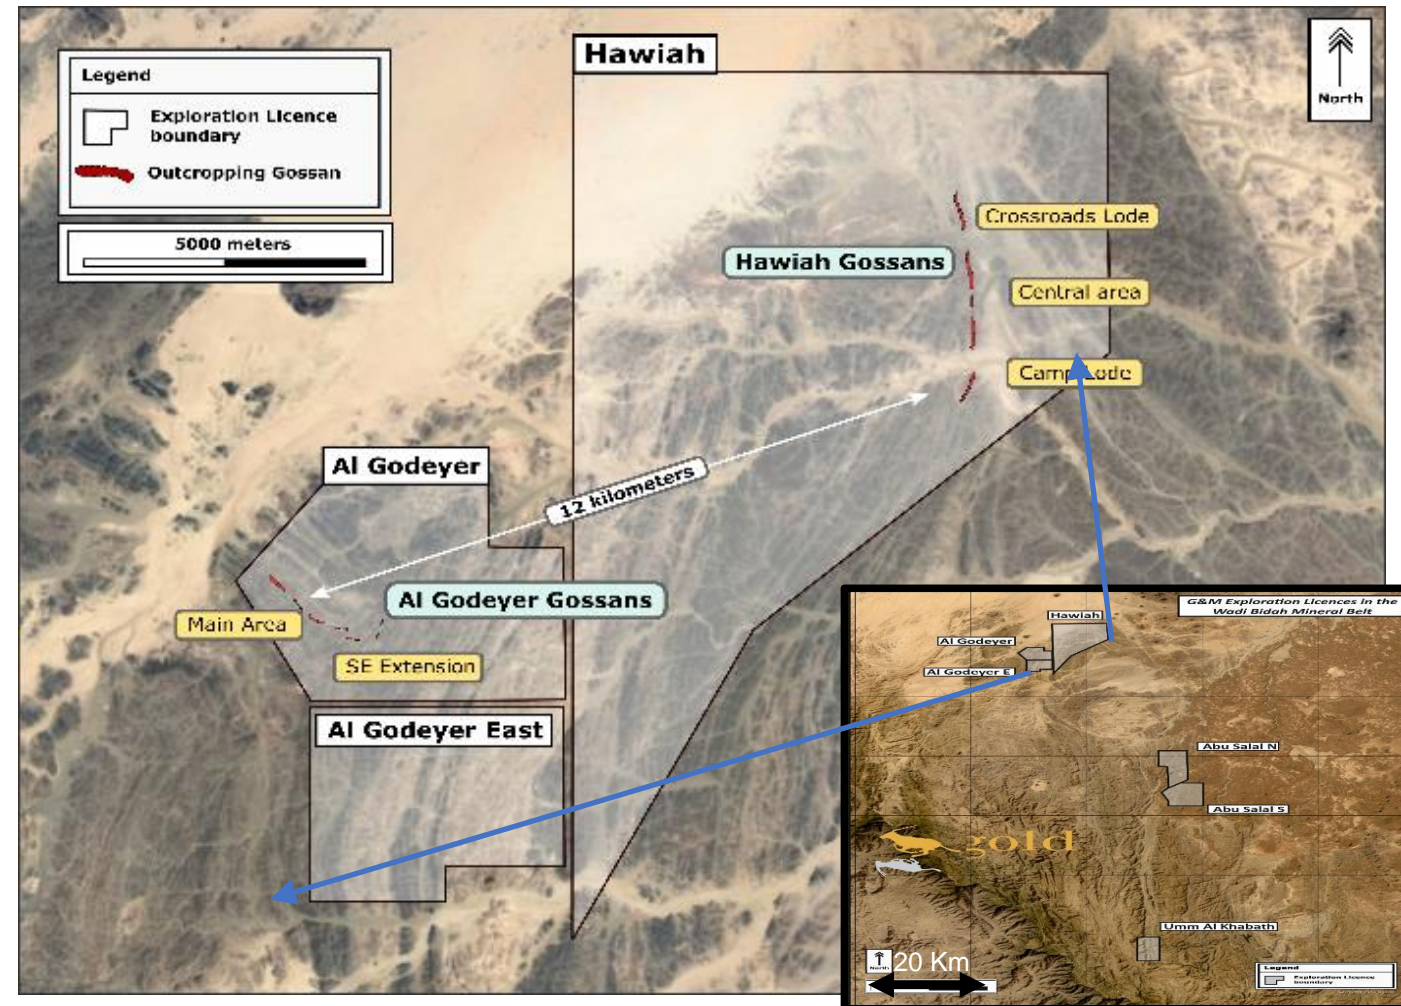 Hawiah
Legend
Exploration Licence
boundary
Outcropping Gossan
5000 meters
North
Crossroads Lode
Hawiah Gossans
Central area
Camp Lode
Al Godeyer
12 kilometers
Al Godeyer Gossans
Main Area
SE Extension
Al Godeyer East
G&M Exploration Licences in the
Wadi Bidah Mineral Belt
Hawiah
Al Godeyer
Al Godeyer E
Abu Salal N
Abu Salal S
gold
Umm Al Khabath
North
20 Km
Legend
Exploration Licence
boundary